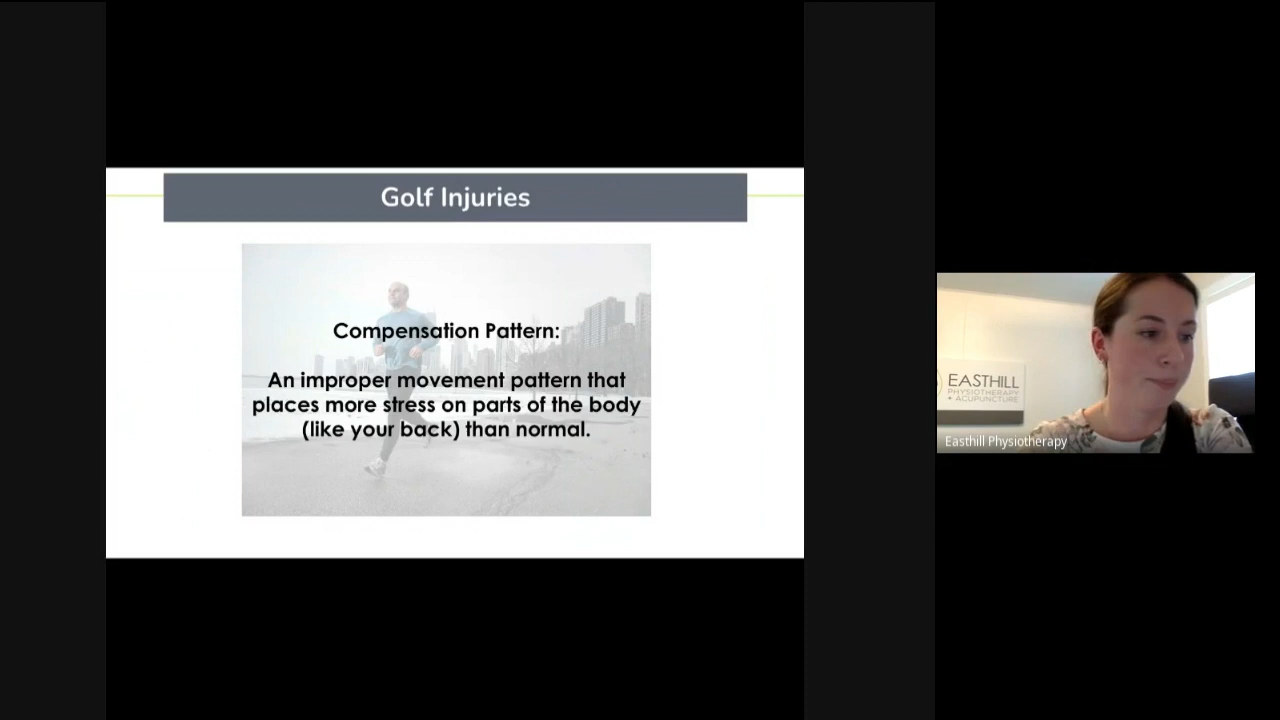 Golf Injuries
Compensation Pattern:
An improper movement pattern that
places more stress on parts of the body
(like your back) than normal.
EASTHILL
PHYSIOTHERAPY
+ ACUPUNCTURE
Easthill Physiotherapy